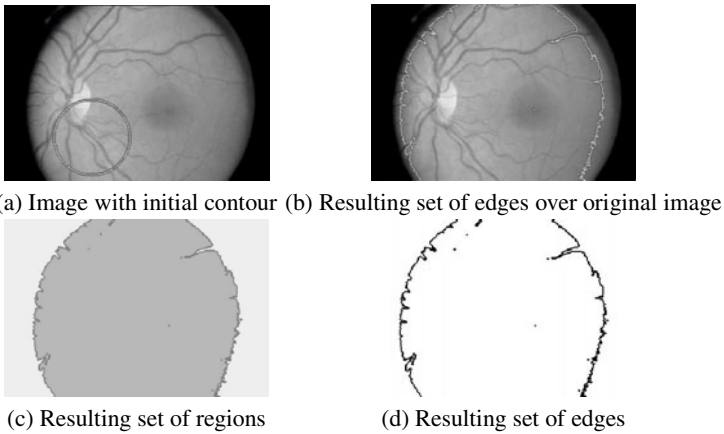 (a) Image with initial contour
(b) Resulting set of edges over original image
(c) Resulting set of regions
(d) Resulting set of edges